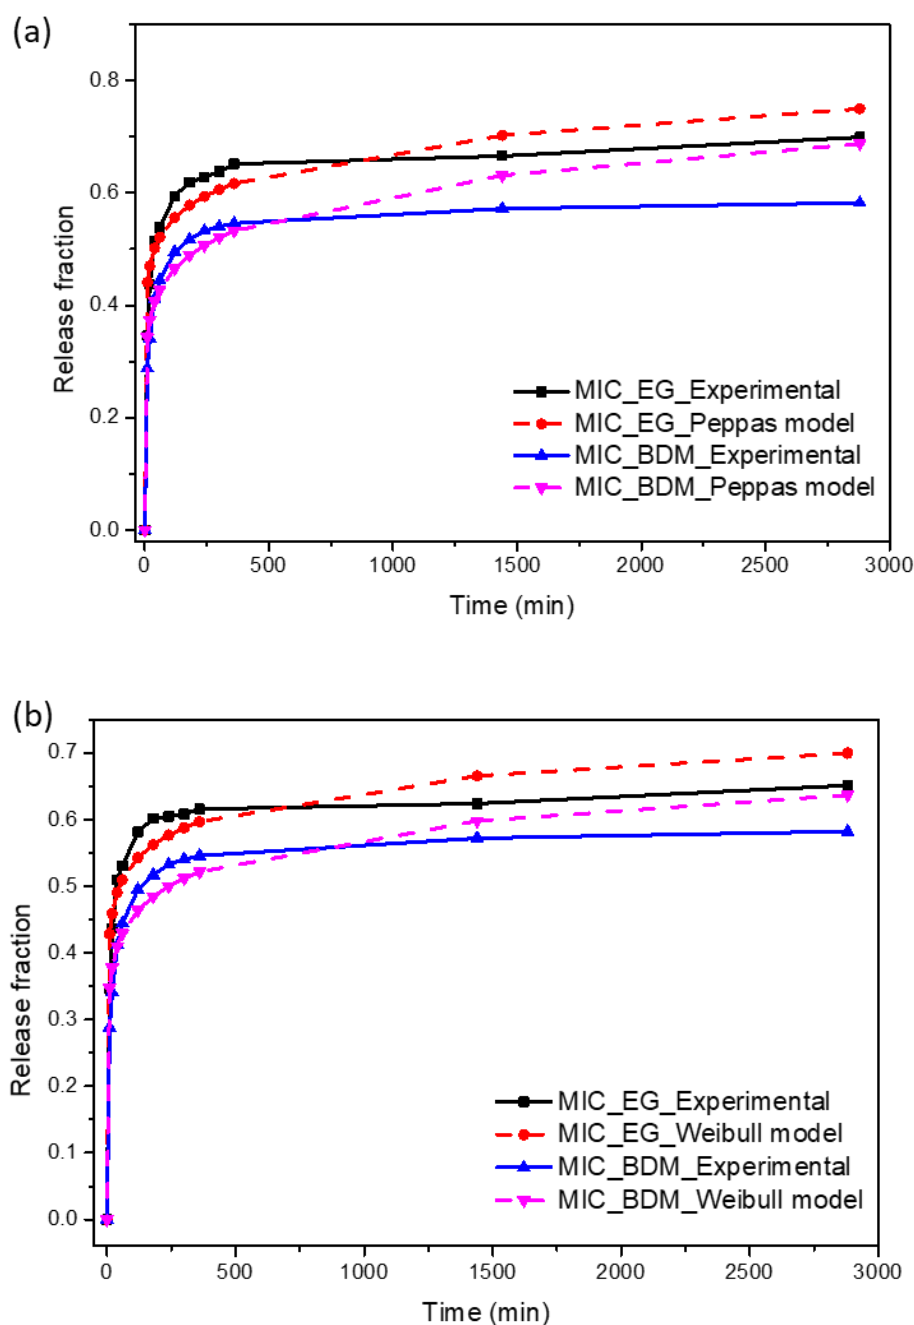 (a)
0.8
0.6
0.4
0.2
0.0
Release fraction
MIC_EG_Experimental
MIC_EG_Peppas model
MIC_BDM_Experimental
MIC_BDM_Peppas model
0 500 1000 1500 2000 2500 3000
Time (min)
(b)
0.7
0.6
0.5
0.4
0.3
0.2
0.1
0.0
Release fraction
MIC_EG_Experimental
MIC_EG_Weibull model
MIC_BDM_Experimental
MIC_BDM_Weibull model
0 500 1000 1500 2000 2500 3000
Time (min)